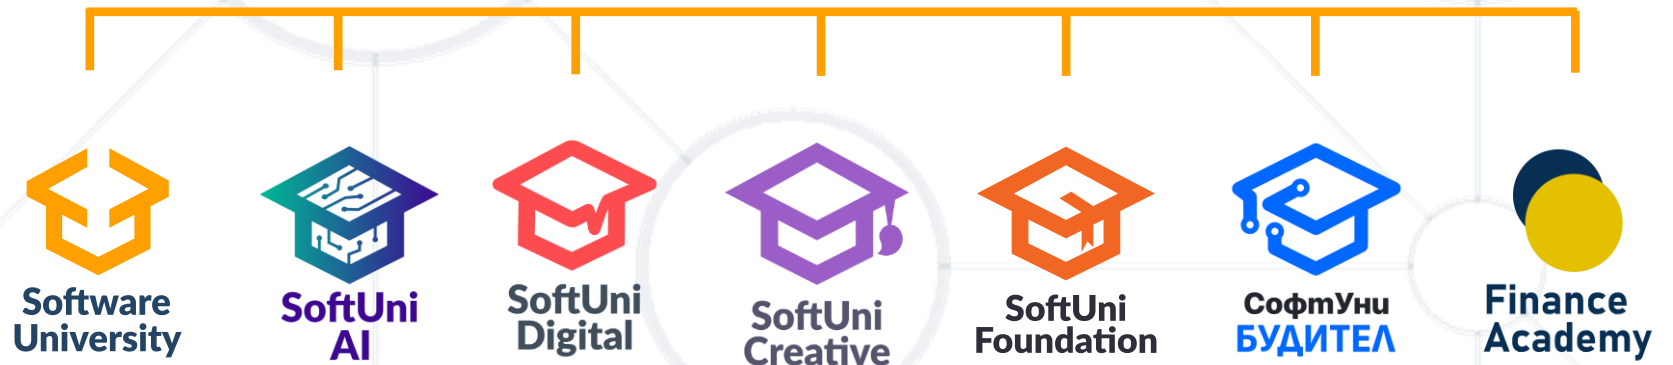 Software
University
SoftUni
AI
SoftUni
Digital
SoftUni
Creative
SoftUni
Foundation
СофтУни
БУДИТЕЛ
Finance
Academy